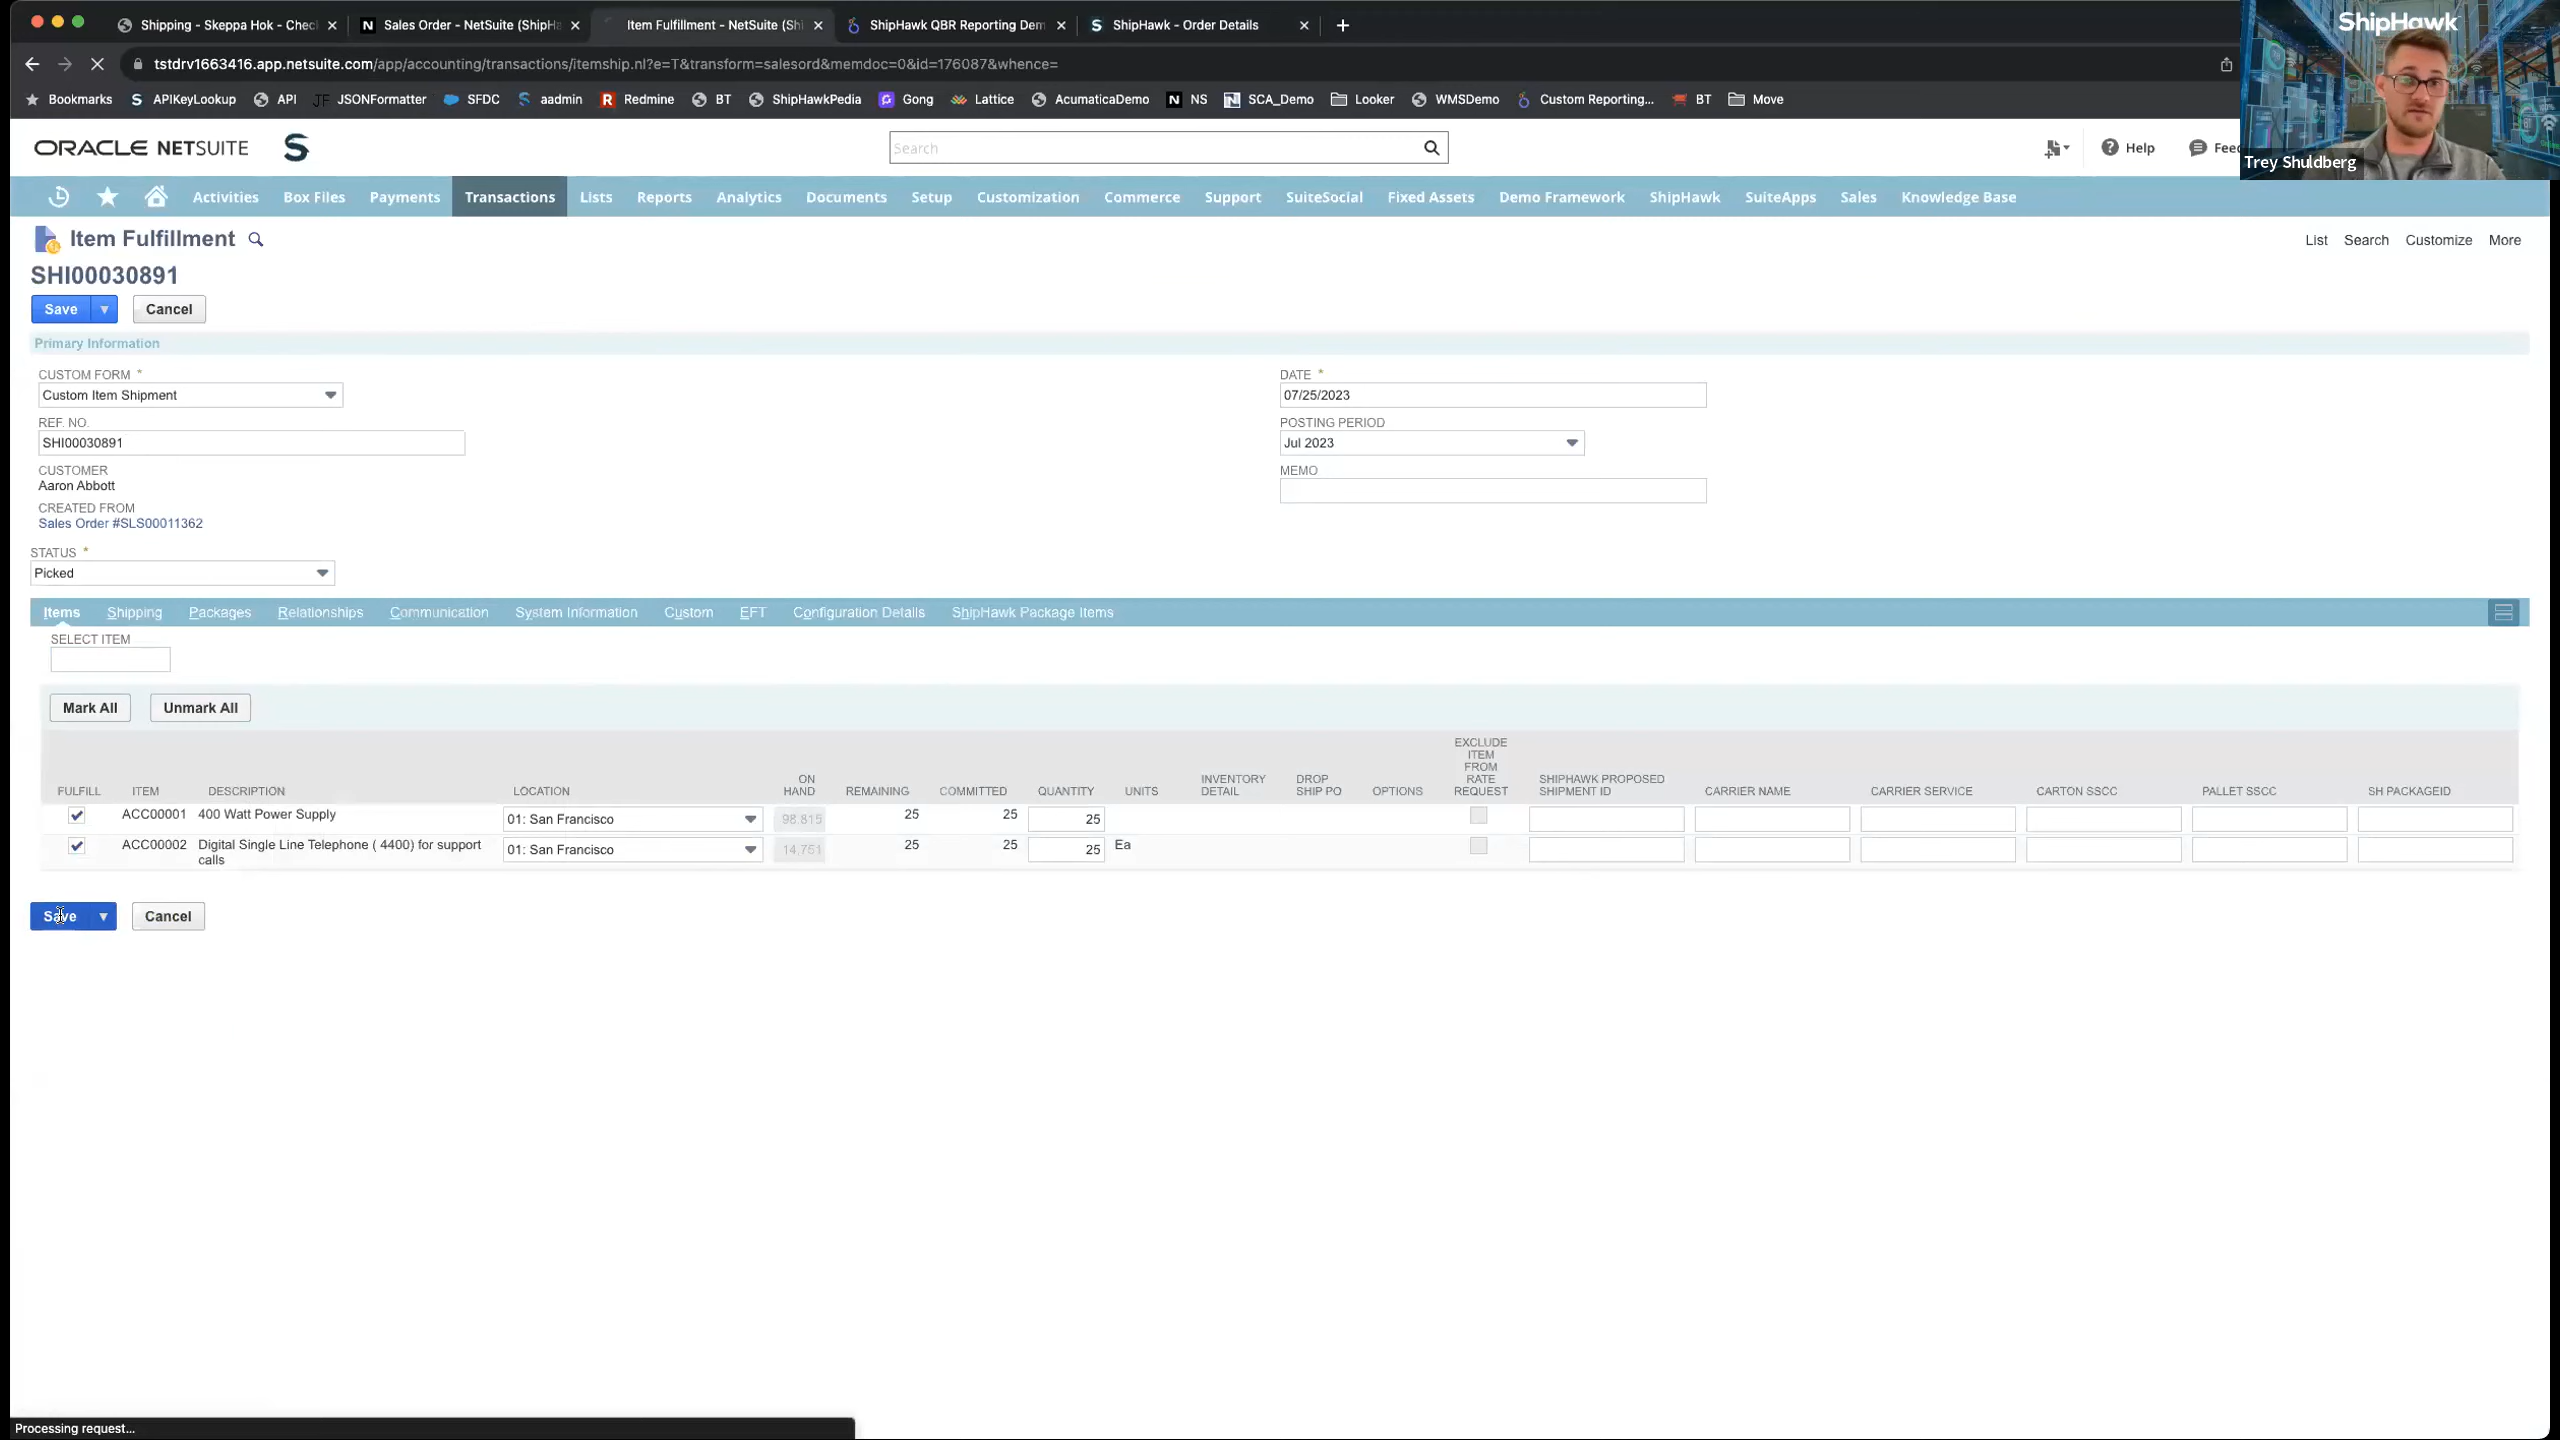 Shipping - Skeppa Hok - Chec
Sales Order - NetSuite (ShipHa
Item Fulfillment - NetSuite (Shi
ShipHawk QBR Reporting Dem
ShipHawk - Order Details
tstdrv1663416.app.netsuite.com/app/accounting/transactions/itemship.nl?e=T&transform=salesord&memdoc=0&id=176087&whence=
Bookmarks APIKeyLookup API JSONFormatter SFDC aadmin Redmine BT ShipHawkPedia Gong Lattice AcumaticaDemo NS SCA_Demo Looker WMSDemo Custom Reporting... BT Move
ShipHawk
Trey Shuldberg
ORACLE NETSUITE
Search
Help
Feed
Activities Box Files Payments Transactions Lists Reports Analytics Documents Setup Customization Commerce Support SuiteSocial Fixed Assets Demo Framework ShipHawk SuiteApps Sales Knowledge Base
Item Fulfillment
List Search Customize More
SHI00030891
Save Cancel
Primary Information
CUSTOM FORM *
Custom Item Shipment
REF. NO.
SHI00030891
CUSTOMER
Aaron Abbott
CREATED FROM
Sales Order #SLS00011362
STATUS *
Picked
DATE *
07/25/2023
POSTING PERIOD
Jul 2023
MEMO
Items Shipping Packages Relationships Communication System Information Custom EFT Configuration Details ShipHawk Package Items
SELECT ITEM
Mark All Unmark All
FULFILL ITEM DESCRIPTION LOCATION ON HAND REMAINING COMMITTED QUANTITY UNITS INVENTORY DETAIL DROP SHIP PO OPTIONS EXCLUDE ITEM FROM RATE REQUEST SHIPHAWK PROPOSED SHIPMENT ID CARRIER NAME CARRIER SERVICE CARTON SSCC PALLET SSCC SH PACKAGEID
ACC00001 400 Watt Power Supply 01: San Francisco 98.815 25 25 25
ACC00002 Digital Single Line Telephone ( 4400) for support calls 01: San Francisco 14,751 25 25 25 Ea
Save Cancel
Processing request...